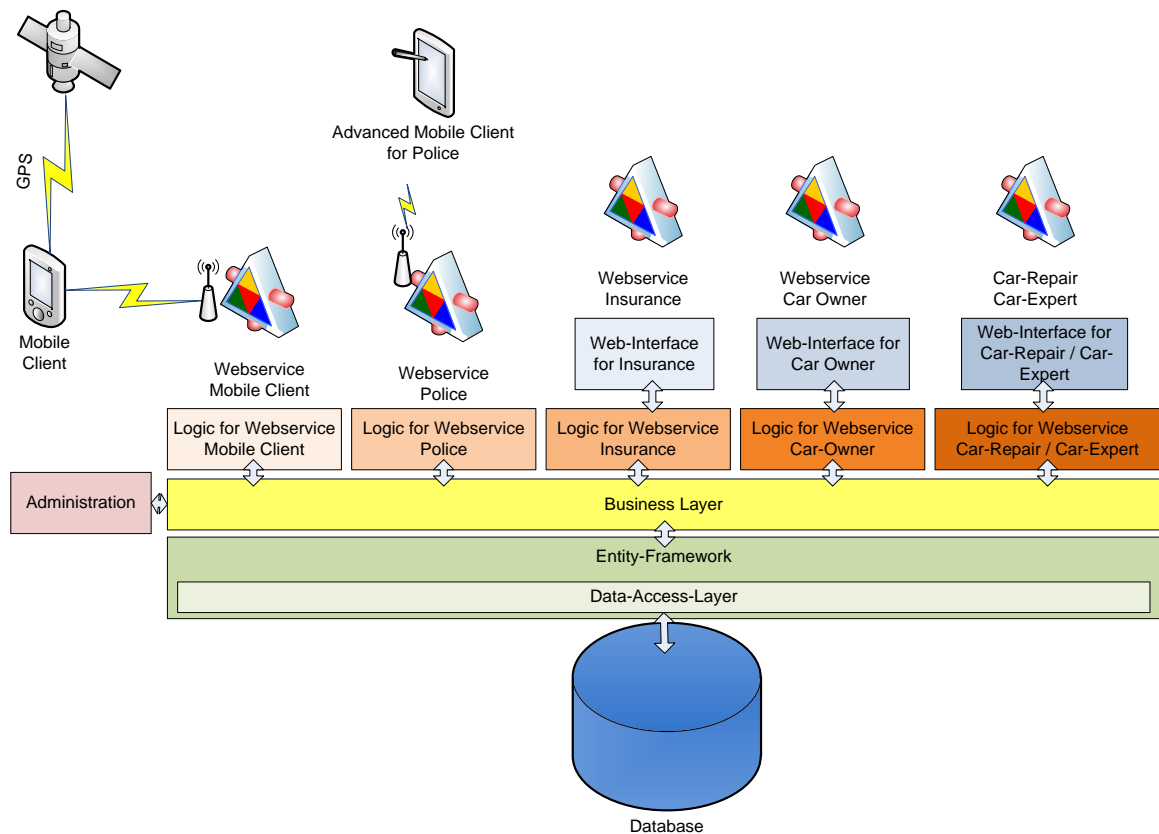 GPS
Mobile
Client
Advanced Mobile Client
for Police
Webservice
Mobile Client
Webservice
Police
Webservice
Insurance
Webservice
Car Owner
Car-Repair
Car-Expert
Web-Interface
for Insurance
Web-Interface for
Car Owner
Web-Interface for
Car-Repair / Car-
Expert
Logic for Webservice
Mobile Client
Logic for Webservice
Police
Logic for Webservice
Insurance
Logic for Webservice
Car-Owner
Logic for Webservice
Car-Repair / Car-Expert
Administration
Business Layer
Entity-Framework
Data-Access-Layer
Database